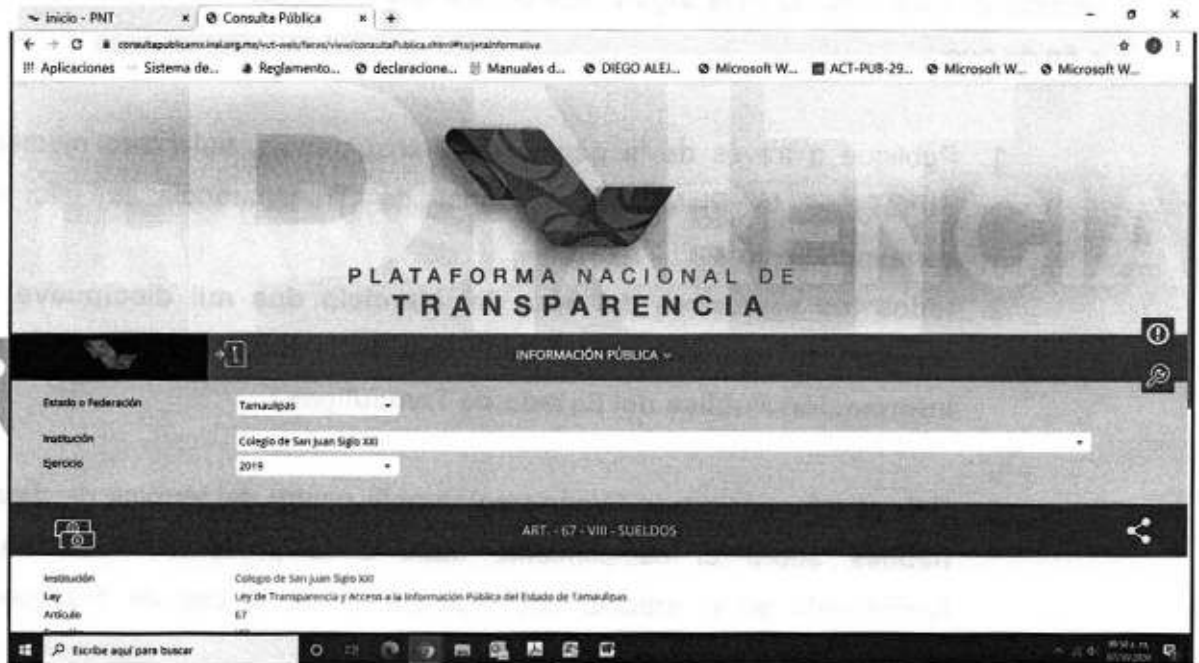 inicio - PNT
Consulta Pública
consultapublicamx.inai.org.mx/vut-web/faces/view/consultaPublica.xhtml#tarjetaInformativa
Aplicaciones
Sistema de...
Reglamento...
declaracione...
Manuales d...
DIEGO ALEJ...
Microsoft W...
ACT-PUB-29...
Microsoft W...
Microsoft W...
PLATAFORMA NACIONAL DE
TRANSPARENCIA
INFORMACIÓN PÚBLICA
Estado o Federación
Tamaulipas
Institución
Colegio de San Juan Siglo XXI
Ejercicio
2019
ART. - 67 - VIII - SUELDOS
Institución
Colegio de San Juan Siglo XXI
Ley
Ley de Transparencia y Acceso a la Información Pública del Estado de Tamaulipas
Artículo
67
Escribe aquí para buscar